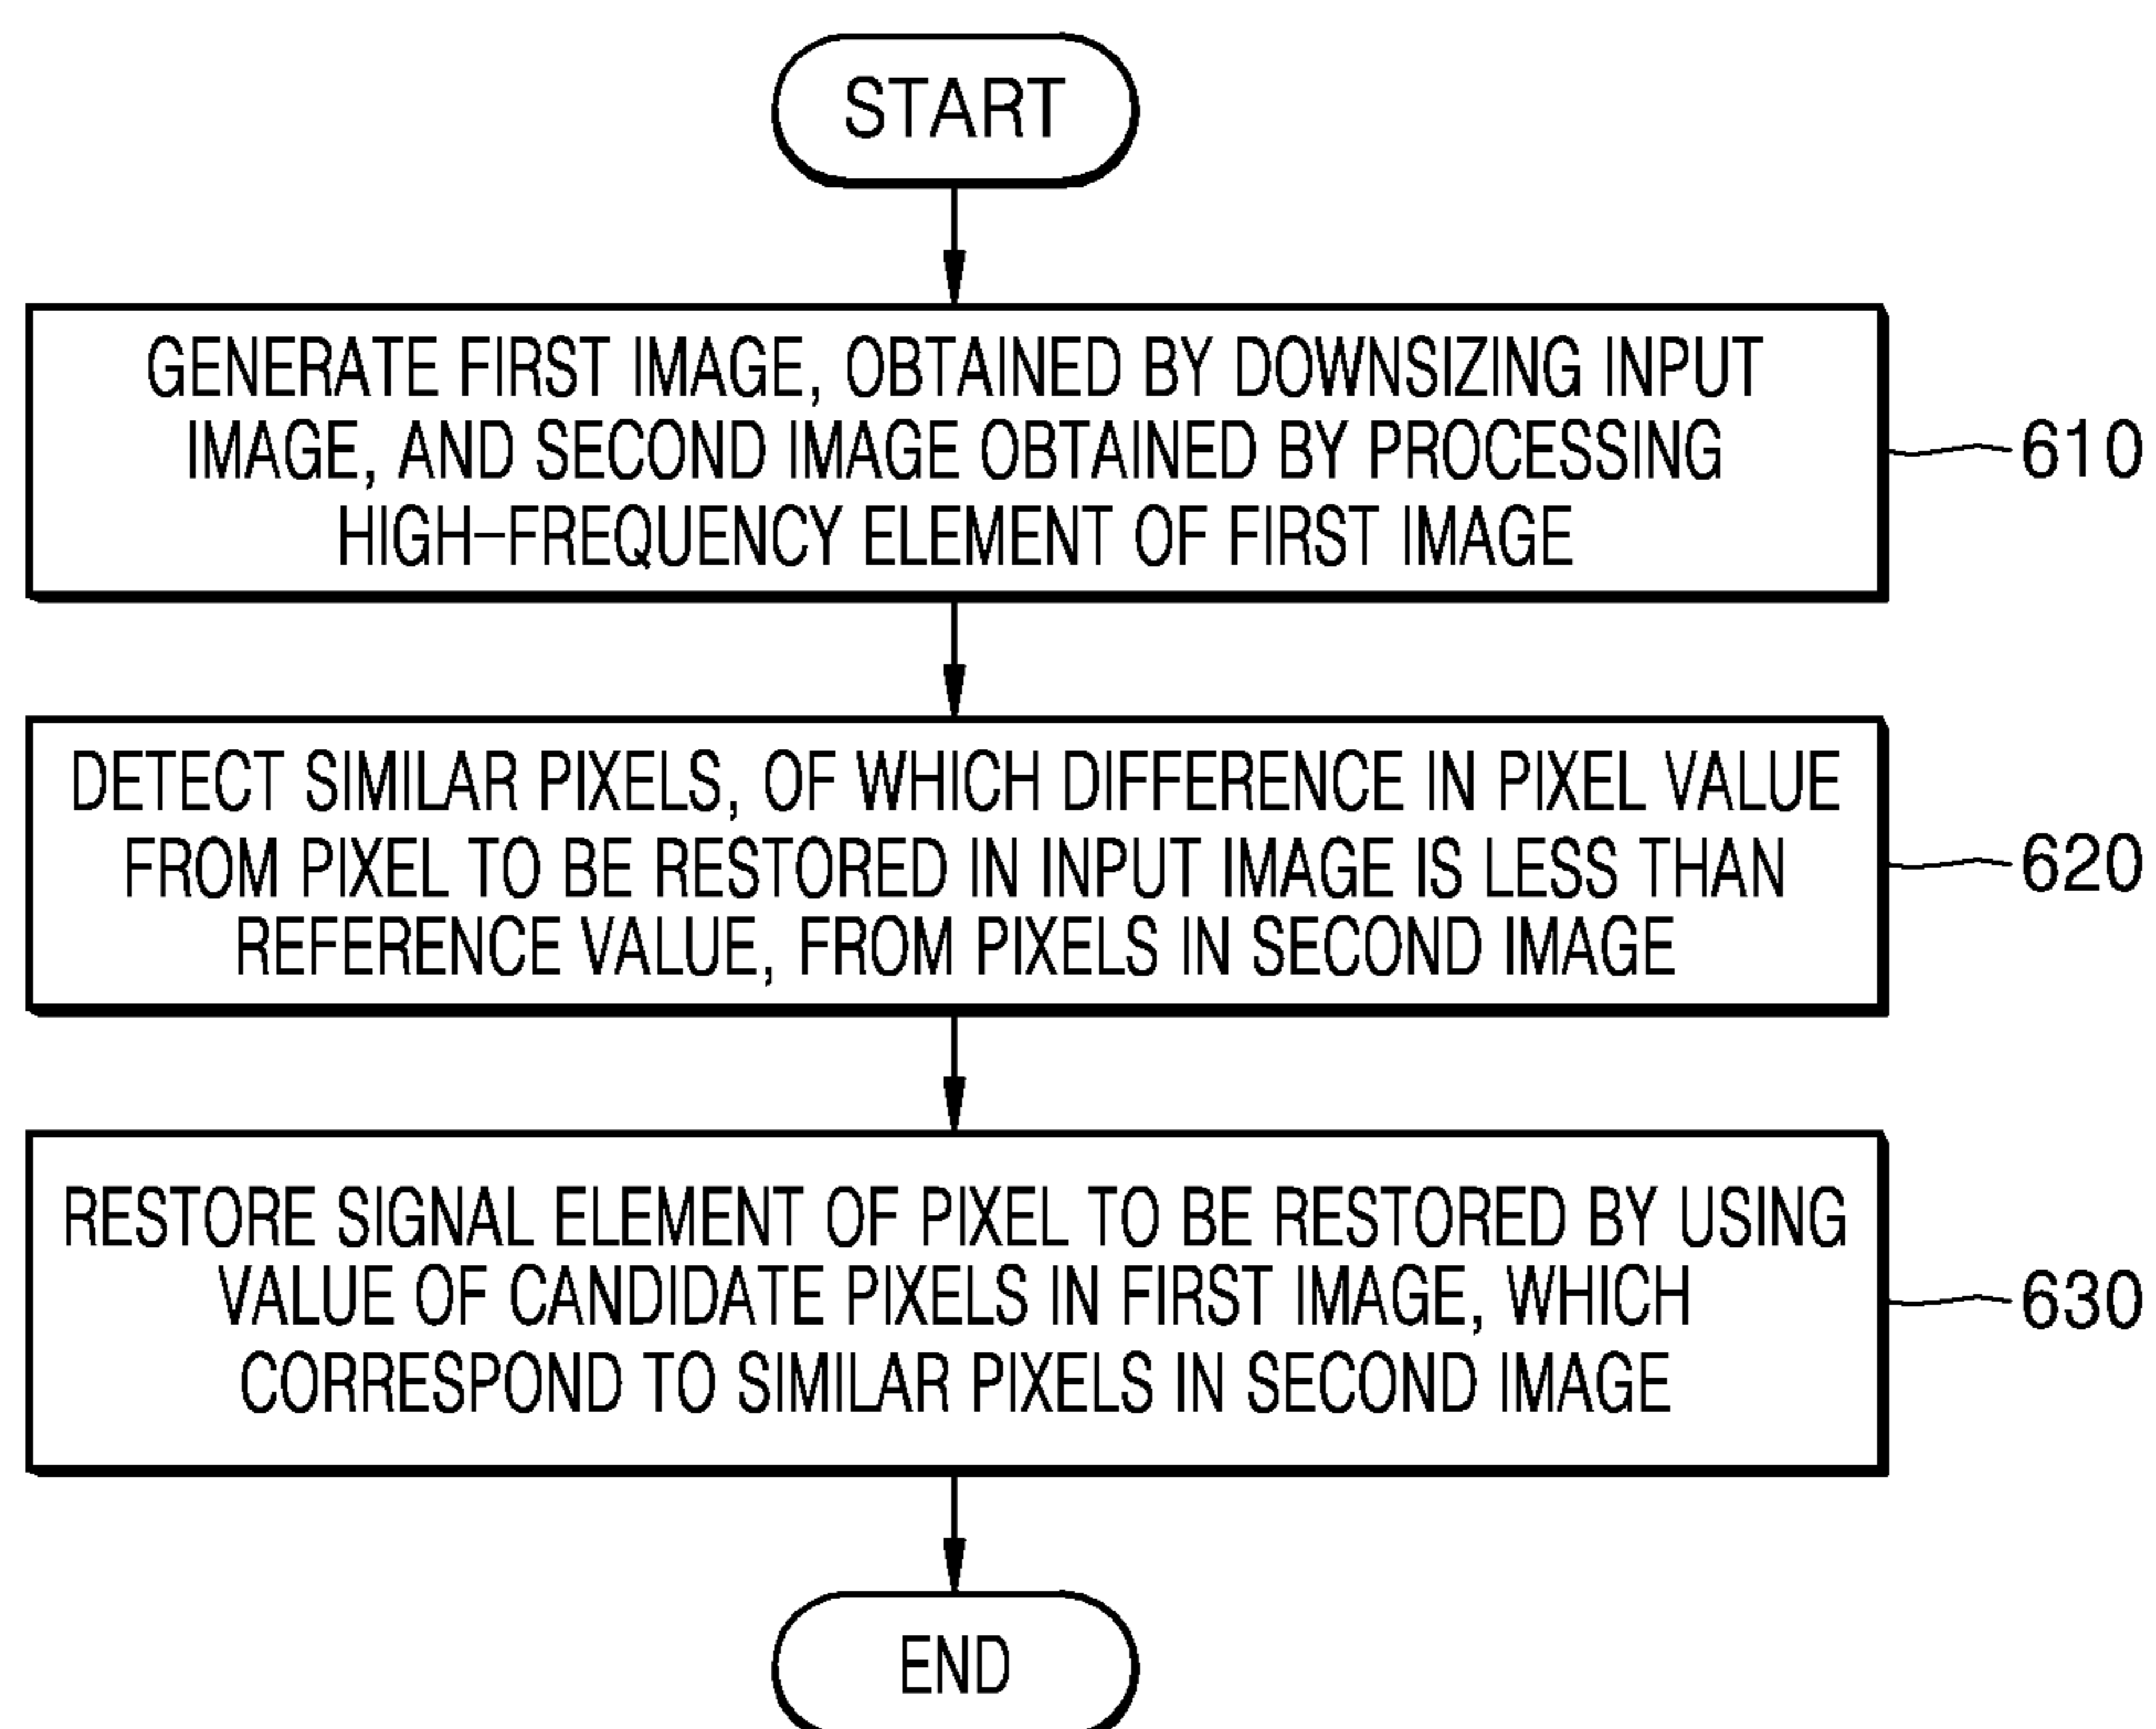 START
GENERATE FIRST IMAGE, OBTAINED BY DOWNSIZING INPUT
IMAGE, AND SECOND IMAGE OBTAINED BY PROCESSING
HIGH-FREQUENCY ELEMENT OF FIRST IMAGE
610
DETECT SIMILAR PIXELS, OF WHICH DIFFERENCE IN PIXEL VALUE
FROM PIXEL TO BE RESTORED IN INPUT IMAGE IS LESS THAN
REFERENCE VALUE, FROM PIXELS IN SECOND IMAGE
620
RESTORE SIGNAL ELEMENT OF PIXEL TO BE RESTORED BY USING
VALUE OF CANDIDATE PIXELS IN FIRST IMAGE, WHICH
CORRESPOND TO SIMILAR PIXELS IN SECOND IMAGE
630
END